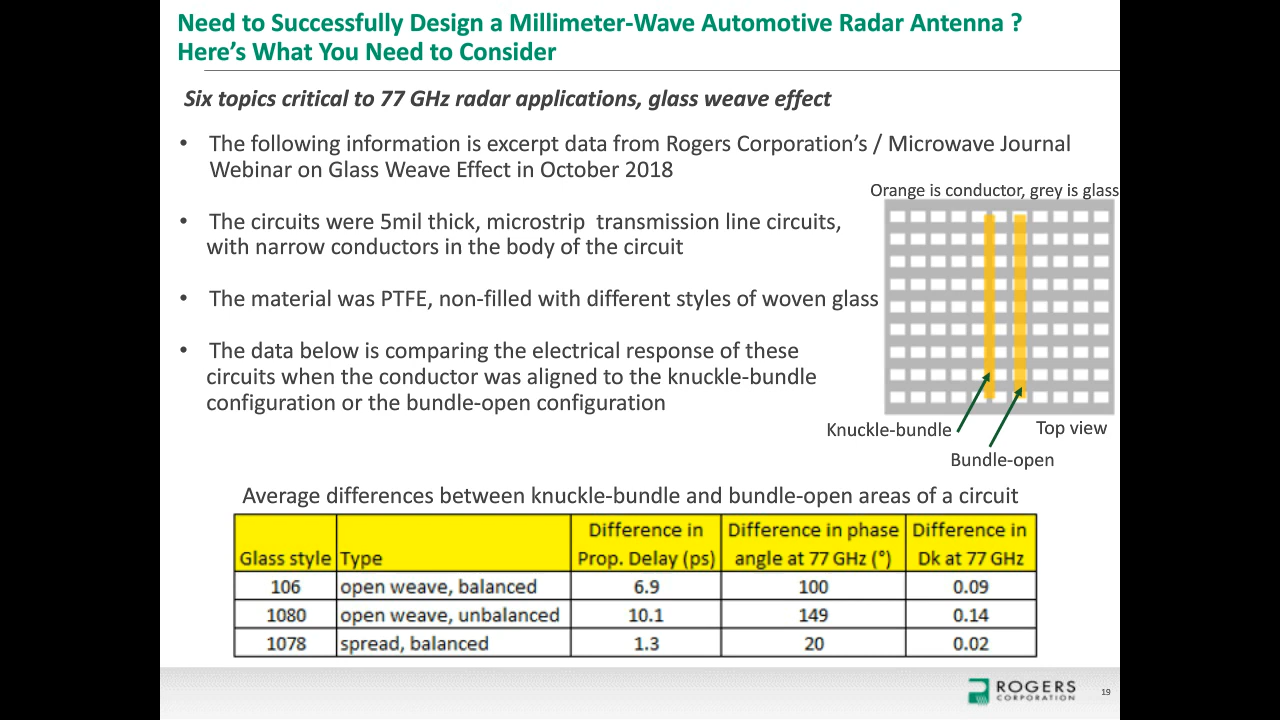 Need to Successfully Design a Millimeter-Wave Automotive Radar Antenna ?
Here's What You Need to Consider
Six topics critical to 77 GHz radar applications, glass weave effect
• The following information is excerpt data from Rogers Corporation's / Microwave Journal
Webinar on Glass Weave Effect in October 2018
Orange is conductor, grey is glass
• The circuits were 5mil thick, microstrip transmission line circuits,
with narrow conductors in the body of the circuit
• The material was PTFE, non-filled with different styles of woven glass
• The data below is comparing the electrical response of these
circuits when the conductor was aligned to the knuckle-bundle
configuration or the bundle-open configuration
Knuckle-bundle
Top view
Bundle-open
Average differences between knuckle-bundle and bundle-open areas of a circuit
Glass style Type Difference in Prop. Delay (ps) Difference in phase angle at 77 GHz (°) Difference in Dk at 77 GHz
106 open weave, balanced 6.9 100 0.09
1080 open weave, unbalanced 10.1 149 0.14
1078 spread, balanced 1.3 20 0.02
ROGERS
CORPORATION
19